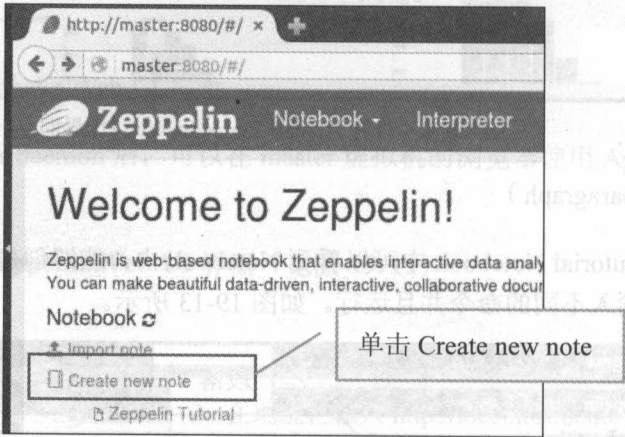 http://master:8080/#/
master:8080/#/
Zeppelin Notebook Interpreter
Welcome to Zeppelin!
Zeppelin is web-based notebook that enables interactive data analy
You can make beautiful data-driven, interactive, collaborative docur
Notebook
Import note
单击 Create new note
Create new note
Zeppelin Tutorial